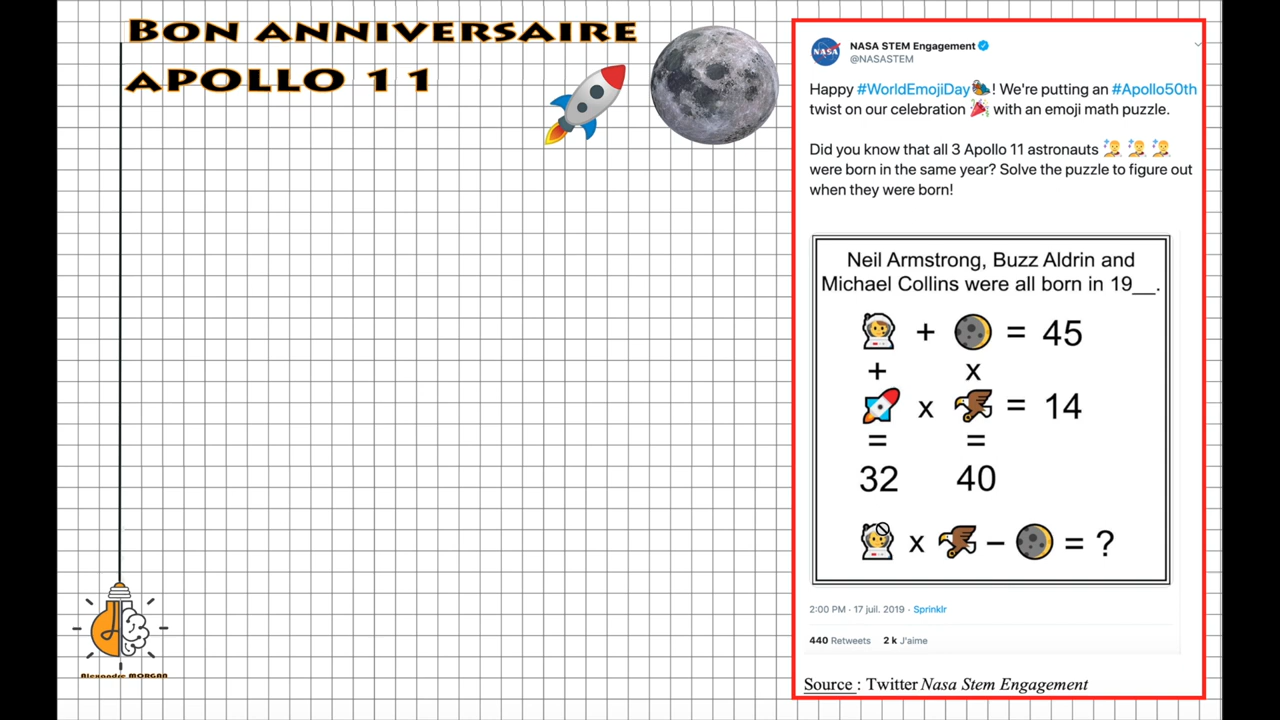 BON ANNIVERSAIRE
APOLLO 11
NASA
NASA STEM Engagement
@NASASTEM
Happy #WorldEmojiDay! We're putting an #Apollo50th
twist on our celebration with an emoji math puzzle.
Did you know that all 3 Apollo 11 astronauts
were born in the same year? Solve the puzzle to figure out
when they were born!
Neil Armstrong, Buzz Aldrin and
Michael Collins were all born in 19__.
+ = 45
+ x
x = 14
= =
32 40
x − = ?
2:00 PM · 17 juil. 2019 · Sprinklr
440 Retweets 2 k J'aime
Source : Twitter Nasa Stem Engagement
Alexandre MORGAN